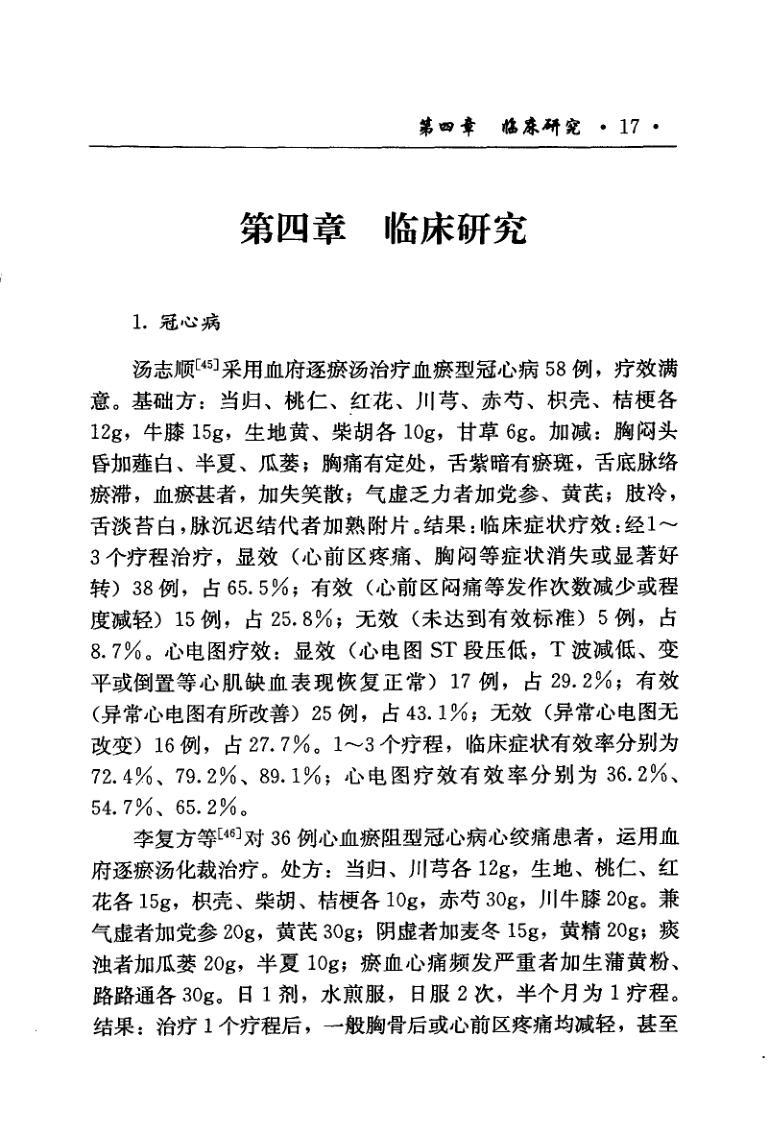 第四章　临床研究 · 17 ·
第四章　临床研究
1. 冠心病
汤志顺[45]采用血府逐瘀汤治疗血瘀型冠心病 58 例，疗效满
意。基础方：当归、桃仁、红花、川芎、赤芍、枳壳、桔梗各
12g，牛膝 15g，生地黄、柴胡各 10g，甘草 6g。加减：胸闷头
昏加薤白、半夏、瓜蒌；胸痛有定处，舌紫暗有瘀斑，舌底脉络
瘀滞，血瘀甚者，加失笑散；气虚乏力者加党参、黄芪；肢冷，
舌淡苔白，脉沉迟结代者加熟附片。结果：临床症状疗效：经1～
3 个疗程治疗，显效（心前区疼痛、胸闷等症状消失或显著好
转）38 例，占 65.5%；有效（心前区闷痛等发作次数减少或程
度减轻）15 例，占 25.8%；无效（未达到有效标准）5 例，占
8.7%。心电图疗效：显效（心电图 ST 段压低，T 波减低、变
平或倒置等心肌缺血表现恢复正常）17 例，占 29.2%；有效
（异常心电图有所改善）25 例，占 43.1%；无效（异常心电图无
改变）16 例，占 27.7%。1～3 个疗程，临床症状有效率分别为
72.4%、79.2%、89.1%；心电图疗效有效率分别为 36.2%、
54.7%、65.2%。
李复方等[46]对 36 例心血瘀阻型冠心病心绞痛患者，运用血
府逐瘀汤化裁治疗。处方：当归、川芎各 12g，生地、桃仁、红
花各 15g，枳壳、柴胡、桔梗各 10g，赤芍 30g，川牛膝 20g。兼
气虚者加党参 20g，黄芪 30g；阴虚者加麦冬 15g，黄精 20g；痰
浊者加瓜蒌 20g，半夏 10g；瘀血心痛频发严重者加生蒲黄粉、
路路通各 30g。日 1 剂，水煎服，日服 2 次，半个月为 1 疗程。
结果：治疗 1 个疗程后，一般胸骨后或心前区疼痛均减轻，甚至